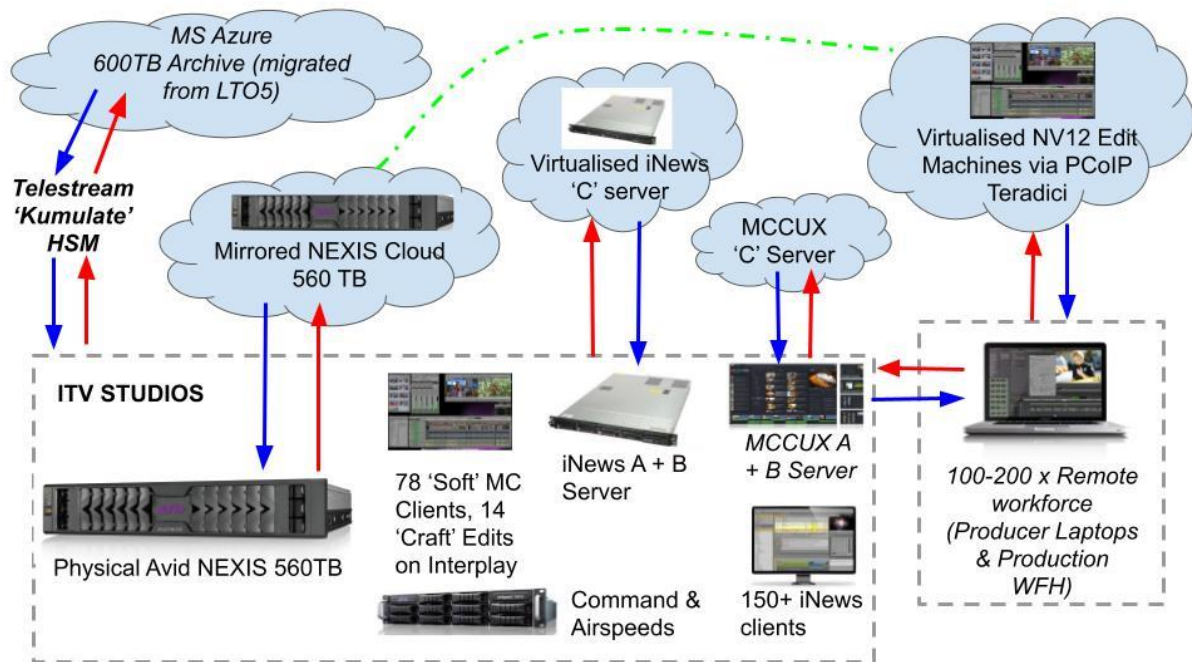 MS Azure
600TB Archive (migrated
from LTO5)
Telestream
‘Kumulate’
HSM
Mirrored NEXIS Cloud
560 TB
Virtualised iNews
‘C’ server
MCCUX
‘C’ Server
Virtualised NV12 Edit
Machines via PCoIP
Teradici
ITV STUDIOS
Physical Avid NEXIS 560TB
78 ‘Soft’ MC
Clients, 14
‘Craft’ Edits
on Interplay
iNews A + B
Server
MCCUX A
+ B Server
Command &
Airspeeds
150+ iNews
clients
100-200 x Remote
workforce
(Producer Laptops
& Production
WFH)